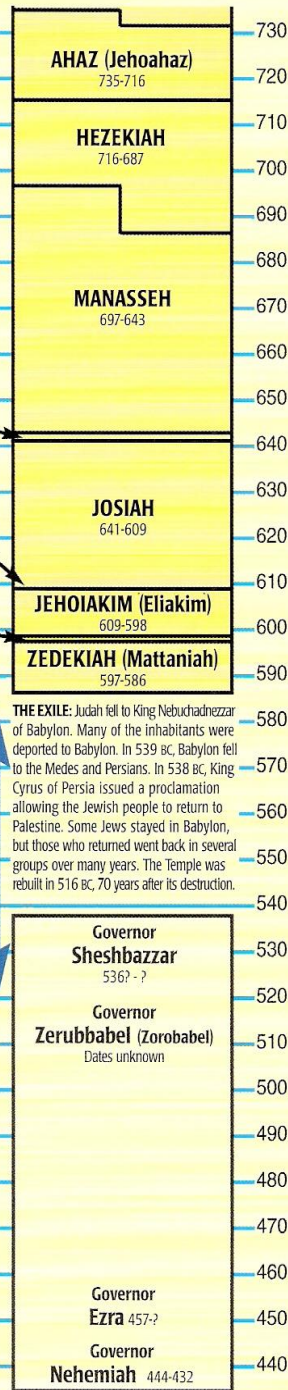 730
AHAZ (Jehoahaz)
735-716
720
710
HEZEKIAH
716-687
700
690
680
MANASSEH
697-643
670
660
650
640
630
JOSIAH
641-609
620
610
JEHOIAKIM (Eliakim)
609-598
600
ZEDEKIAH (Mattaniah)
597-586
590
THE EXILE: Judah fell to King Nebuchadnezzar
of Babylon. Many of the inhabitants were
deported to Babylon. In 539 BC, Babylon fell
to the Medes and Persians. In 538 BC, King
Cyrus of Persia issued a proclamation
allowing the Jewish people to return to
Palestine. Some Jews stayed in Babylon,
but those who returned went back in several
groups over many years. The Temple was
rebuilt in 516 BC, 70 years after its destruction.
580
570
560
550
540
Governor
Sheshbazzar
536? - ?
530
520
Governor
Zerubbabel (Zorobabel)
Dates unknown
510
500
490
480
470
460
Governor
Ezra 457-?
450
Governor
Nehemiah 444-432
440